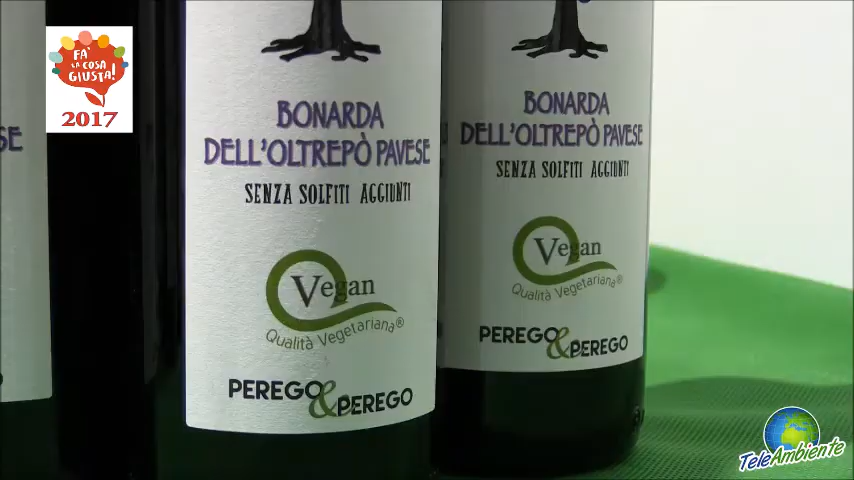 FA'
LA COSA
GIUSTA!
2017
BONARDA
DELL'OLTREPÒ PAVESE
SENZA SOLFITI AGGIUNTI
Vegan
Qualità Vegetariana®
PEREGO & PEREGO
BONARDA
DELL'OLTREPÒ PAVESE
SENZA SOLFITI AGGIUNTI
Vegan
Qualità Vegetariana®
PEREGO & PEREGO
TeleAmbiente